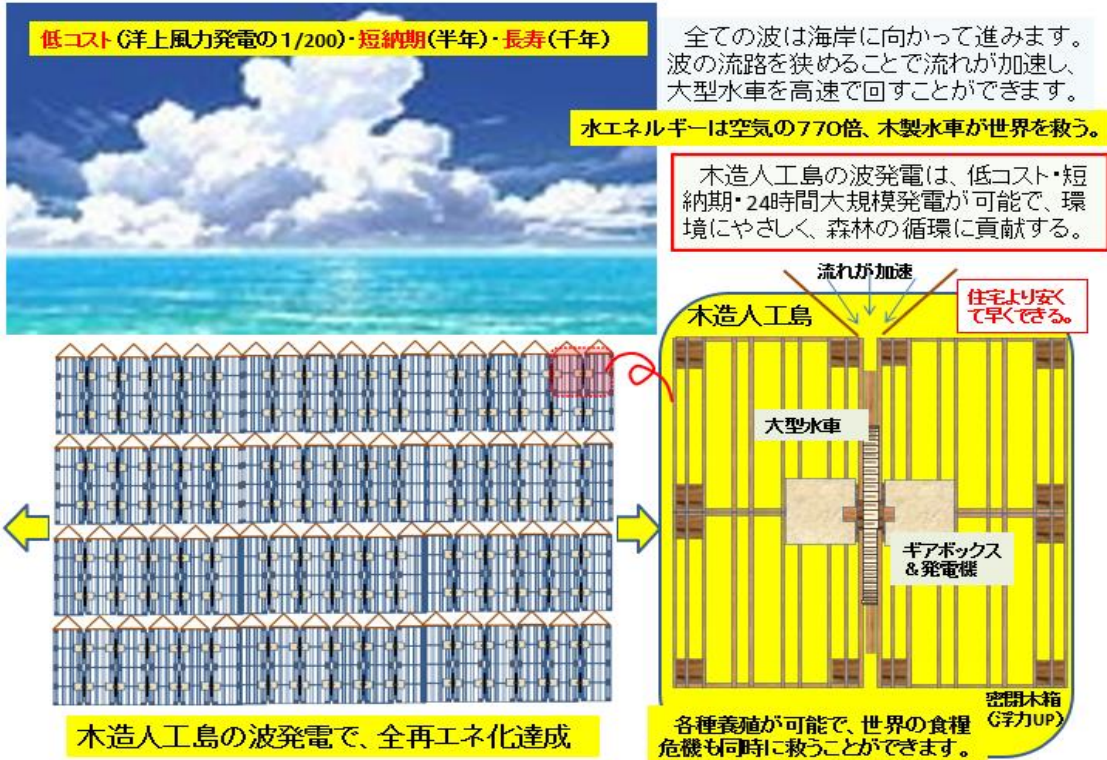 低コスト(洋上風力発電の1/200)・短納期(半年)・長寿(千年)
全ての波は海岸に向かって進みます。
波の流路を狭めることで流れが加速し、
大型水車を高速で回すことができます。
水エネルギーは空気の770倍、木製水車が世界を救う。
木造人工島の波発電は、低コスト・短
納期・24時間大規模発電が可能で、環
境にやさしく、森林の循環に貢献する。
流れが加速
木造人工島
住宅より安く
て早くできる。
大型水車
ギアボックス
&発電機
密閉木箱
(浮力UP)
各種養殖が可能で、世界の食糧
危機も同時に救うことができます。
木造人工島の波発電で、全再エネ化達成